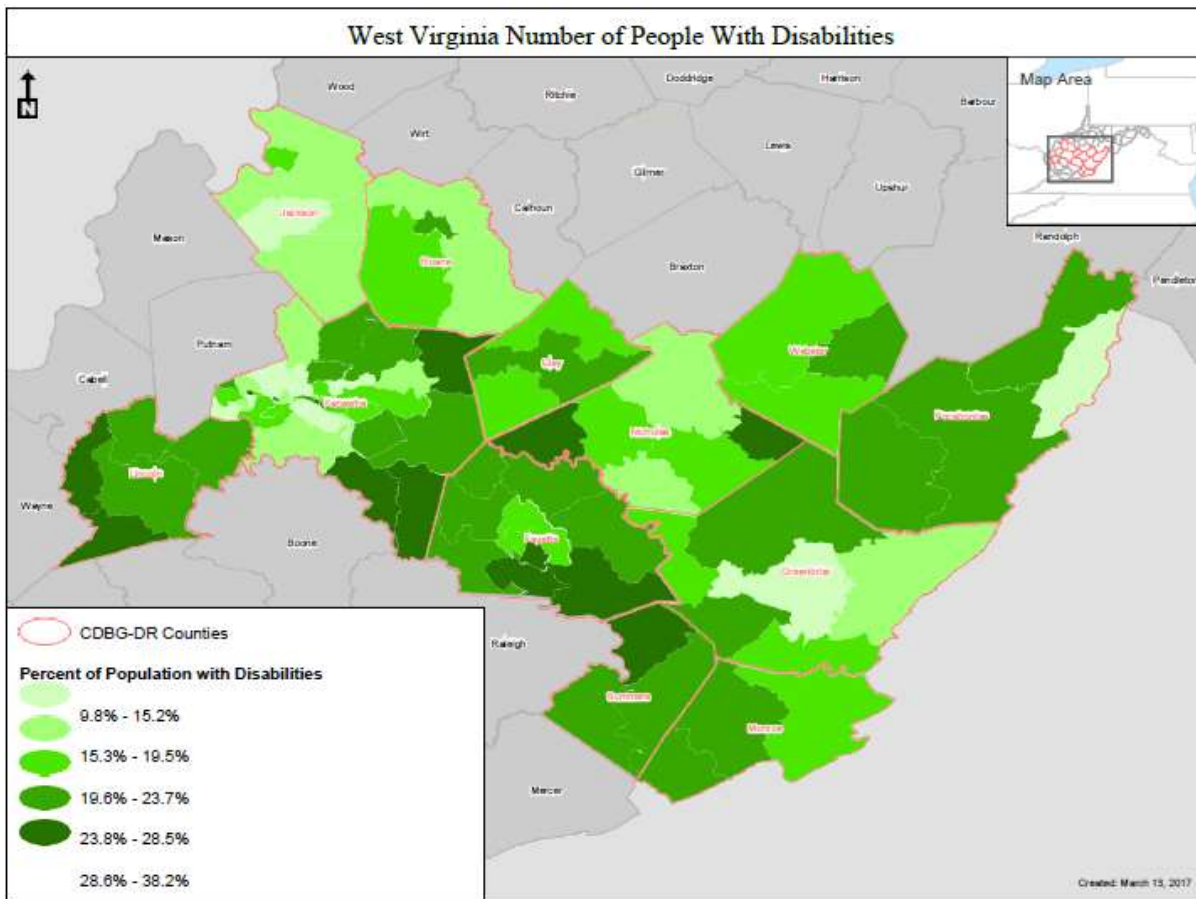 West Virginia Number of People With Disabilities
N
Map Area
Wood
Ritchie
Doddridge
Harrison
Barbour
Wirt
Lewis
Gilmer
Upshur
Jackson
Calhoun
Mason
Roane
Randolph
Braxton
Pendleton
Putnam
Clay
Webster
Cabell
Kanawha
Pocahontas
Nicholas
Lincoln
Wayne
Boone
Fayette
Greenbrier
CDBG-DR Counties
Raleigh
Percent of Population with Disabilities
Summers
9.8% - 15.2%
Monroe
15.3% - 19.5%
19.6% - 23.7%
Mercer
23.8% - 28.5%
28.6% - 38.2%
Created: March 15, 2017